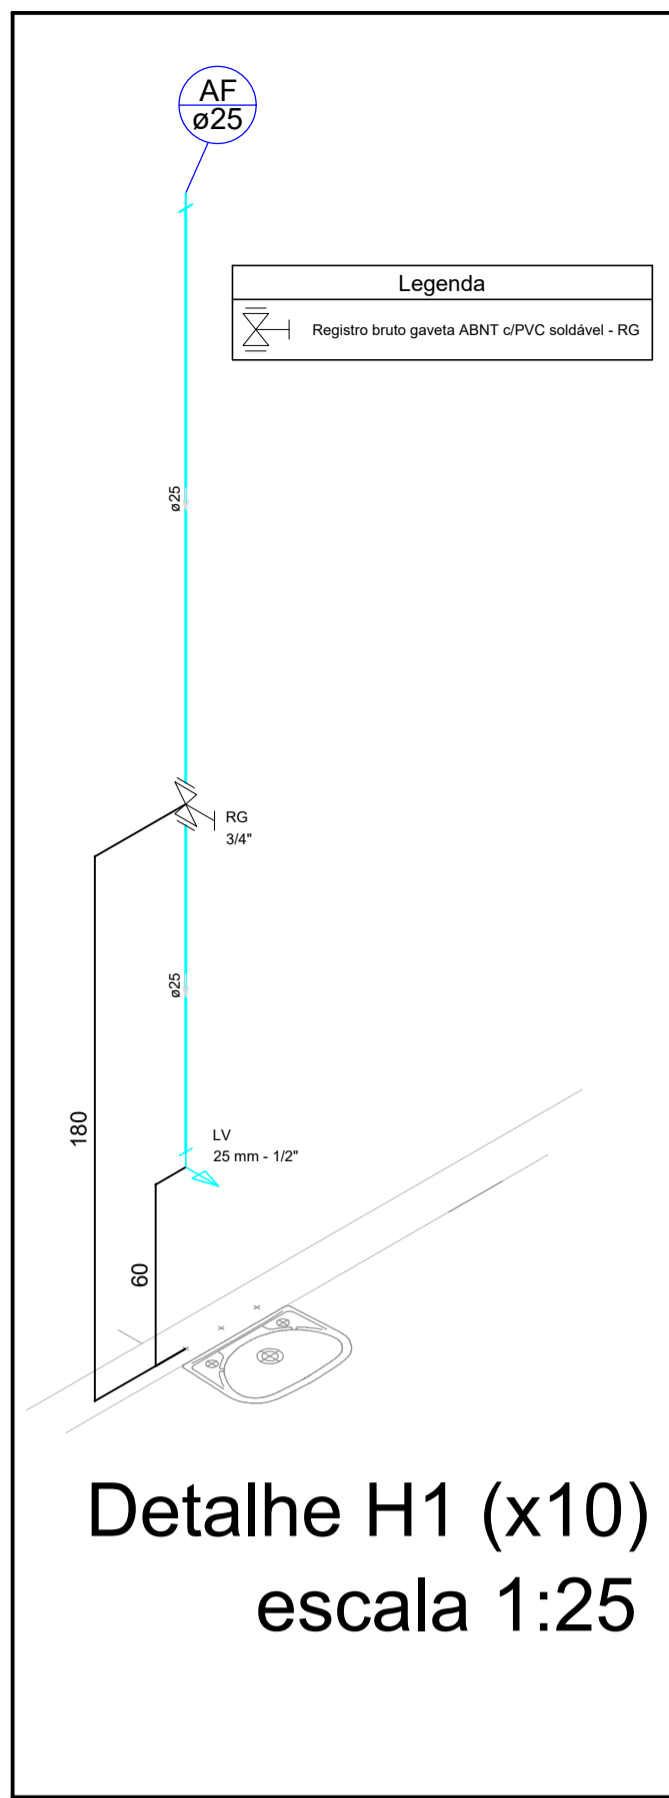 AF
ø25
Legenda
Registro bruto gaveta ABNT c/PVC soldável - RG
ø25
RG
3/4"
ø25
180
LV
25 mm - 1/2"
60
Detalhe H1 (x10)
escala 1:25